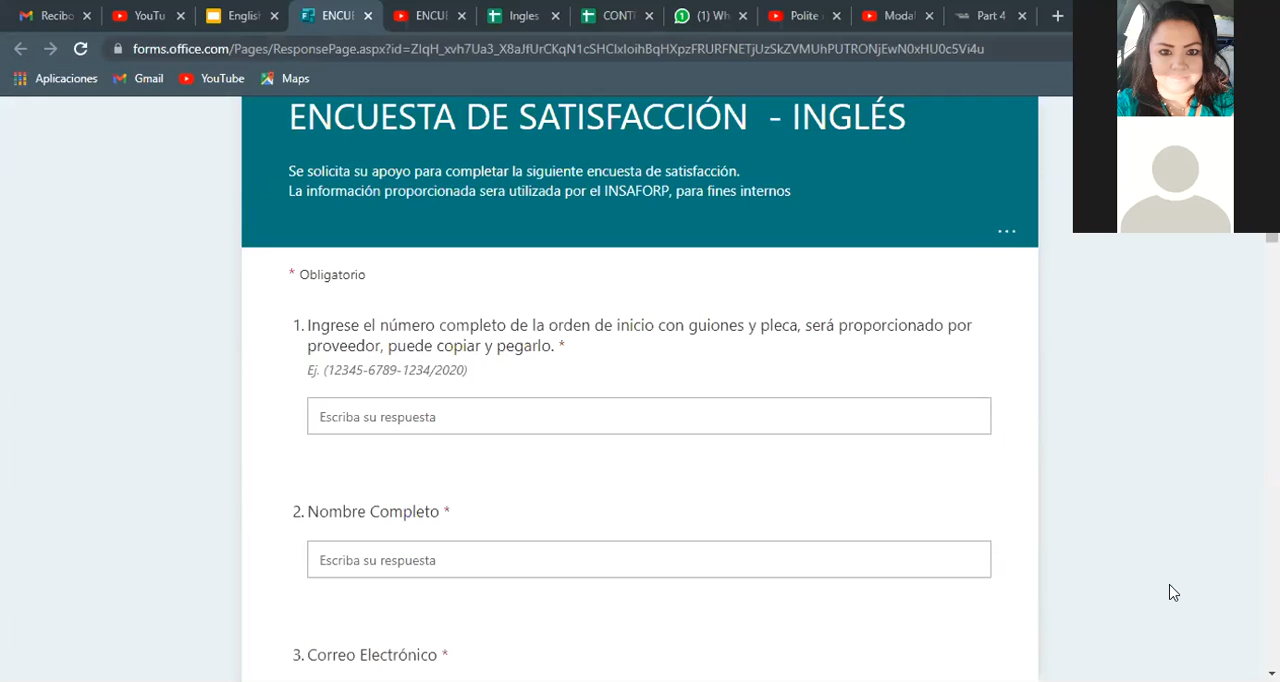 Recibo
YouTu
English
ENCUE
ENCUE
Ingles
CONT
(1) Wh
Polite
Modal
Part 4
forms.office.com/Pages/ResponsePage.aspx?id=
Aplicaciones
Gmail
YouTube
Maps
ENCUESTA DE SATISFACCIÓN - INGLÉS
Se solicita su apoyo para completar la siguiente encuesta de satisfacción.
La información proporcionada sera utilizada por el INSAFORP, para fines internos
* Obligatorio
1. Ingrese el número completo de la orden de inicio con guiones y pleca, será proporcionado por
proveedor, puede copiar y pegarlo. *
Ej. (12345-6789-1234/2020)
Escriba su respuesta
2. Nombre Completo *
Escriba su respuesta
3. Correo Electrónico *